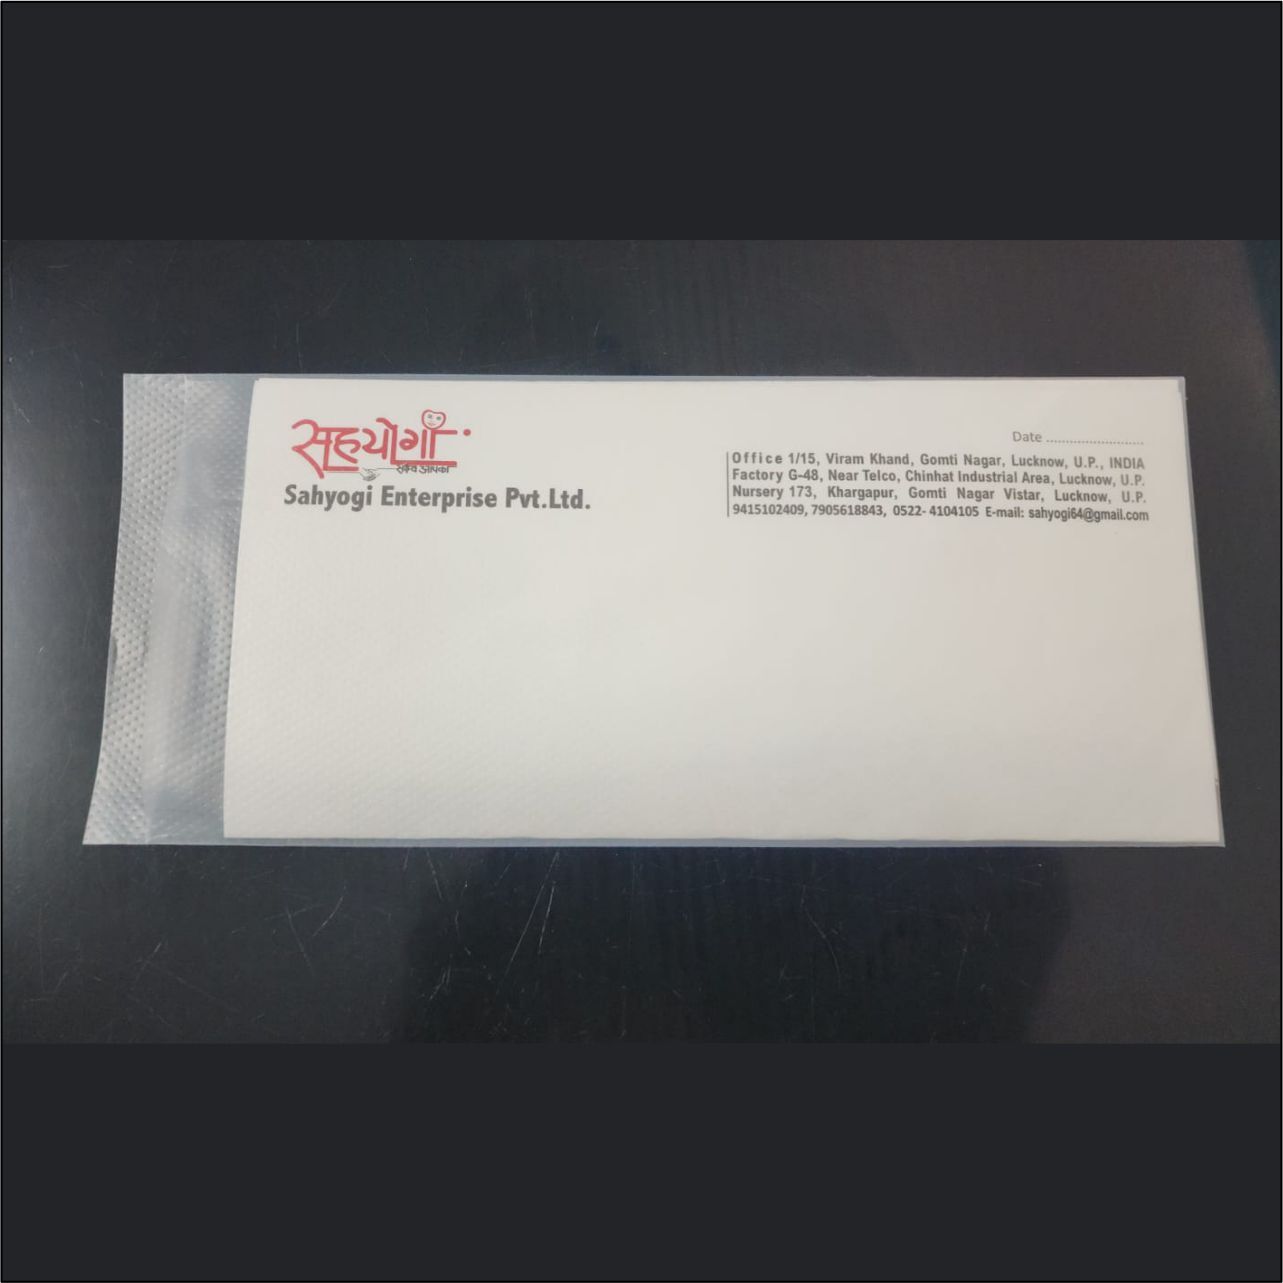 सहयोगी
सदैव आपका
Sahyogi Enterprise Pvt.Ltd.
Date ........................
Office 1/15, Viram Khand, Gomti Nagar, Lucknow, U.P., INDIA
Factory G-48, Near Telco, Chinhat Industrial Area, Lucknow, U.P.
Nursery 173, Khargapur, Gomti Nagar Vistar, Lucknow, U.P.
9415102409, 7905618843, 0522- 4104105 E-mail: sahyogi64@gmail.com